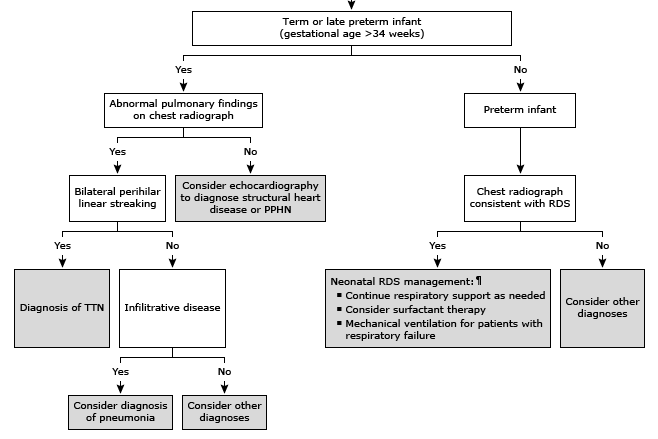 Term or late preterm infant
(gestational age >34 weeks)
Yes
No
Abnormal pulmonary findings
on chest radiograph
Preterm infant
Yes
No
Bilateral perihilar
linear streaking
Consider echocardiography
to diagnose structural heart
disease or PPHN
Chest radiograph
consistent with RDS
Yes
No
Yes
No
Diagnosis of TTN
Infilitrative disease
Neonatal RDS management:¶
▪ Continue respiratory support as needed
▪ Consider surfactant therapy
▪ Mechanical ventilation for patients with
respiratory failure
Consider other
diagnoses
Yes
No
Consider diagnosis
of pneumonia
Consider other
diagnoses